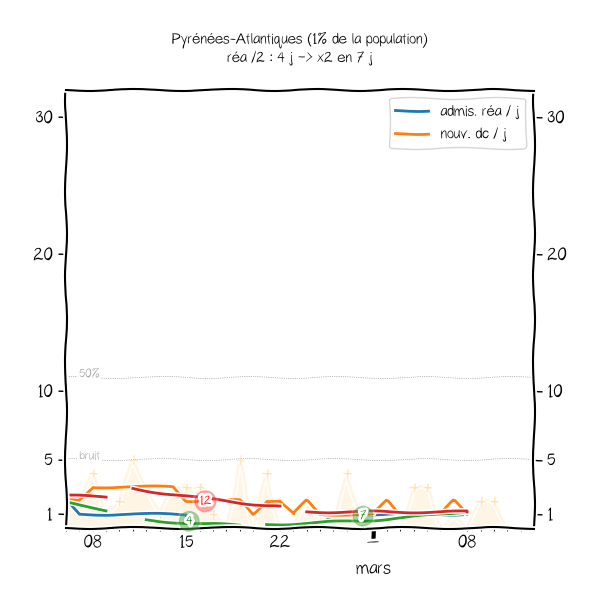 Pyrénées-Atlantiques (1% de la population)
réa /2 : 4 j -> x2 en 7 j
admis. réa / j
nouv. dc / j
30 30
20 20
50%
10 10
bruit
5 5
12
4 7
1 1
08 15 22 1 08
mars